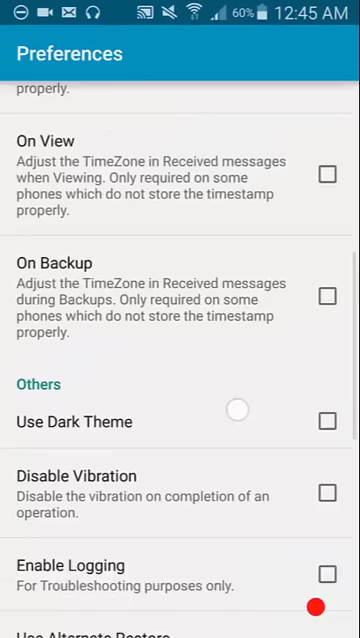 60% 12:45 AM
Preferences
properly.
On View
Adjust the TimeZone in Received messages
when Viewing. Only required on some
phones which do not store the timestamp
properly.
On Backup
Adjust the TimeZone in Received messages
during Backups. Only required on some
phones which do not store the timestamp
properly.
Others
Use Dark Theme
Disable Vibration
Disable the vibration on completion of an
operation.
Enable Logging
For Troubleshooting purposes only.
Use Alternate Restore